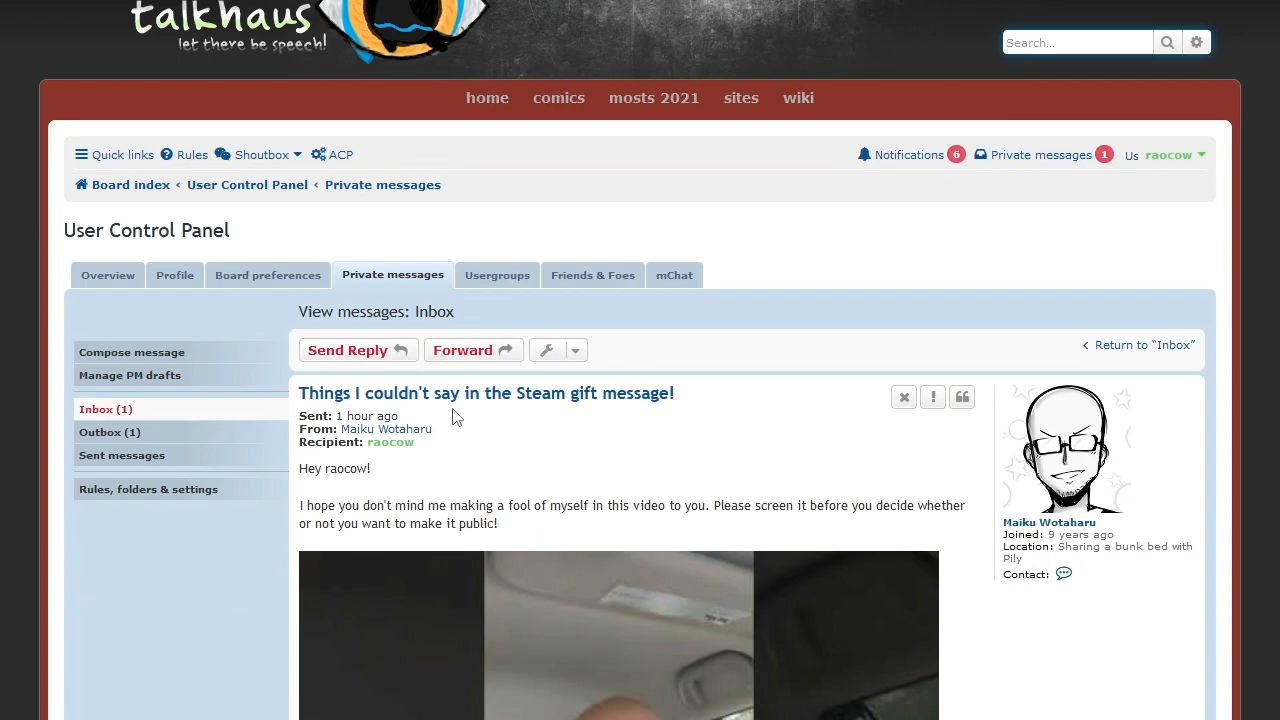 talkhaus
let there be speech!
Search...
home comics mosts 2021 sites wiki
Quick links Rules Shoutbox ACP
Notifications 6 Private messages 1 Us raocow
Board index ‹ User Control Panel ‹ Private messages
User Control Panel
Overview Profile Board preferences Private messages Usergroups Friends & Foes mChat
View messages: Inbox
Compose message
Manage PM drafts
Inbox (1)
Outbox (1)
Sent messages
Rules, folders & settings
Send Reply Forward
‹ Return to “Inbox”
Things I couldn't say in the Steam gift message!
Sent: 1 hour ago
From: Maiku Wotaharu
Recipient: raocow
Hey raocow!
I hope you don't mind me making a fool of myself in this video to you. Please screen it before you decide whether
or not you want to make it public!
Maiku Wotaharu
Joined: 9 years ago
Location: Sharing a bunk bed with
Pily
Contact: